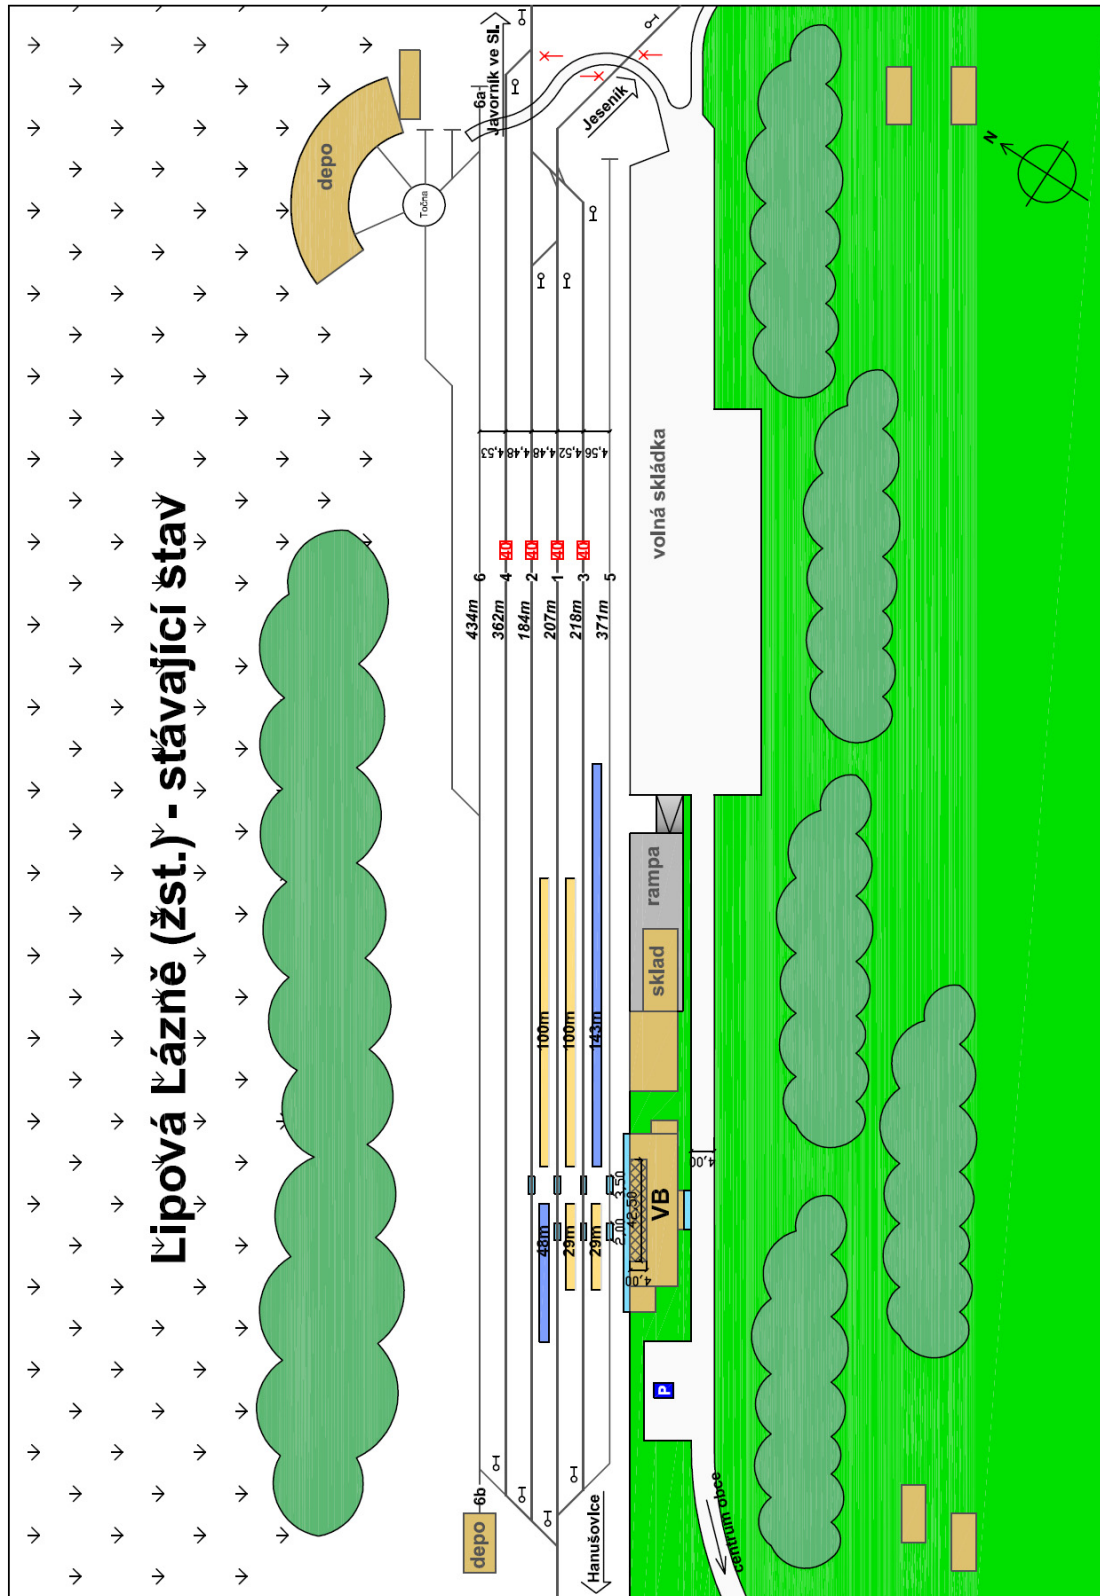 Lipová Lázně (žst.) - stávající stav
depo
Točna
6a
Javorník ve Sl.
Jeseník
N
4,53
4,48
4,48
4,52
4,56
40
40
40
40
6
4
2
1
3
5
434m
362m
184m
207m
218m
371m
volná skládka
rampa
sklad
100m
100m
143m
48m
29m
29m
3,50
42,50
2,00
4,00
4,00
VB
P
6b
depo
Hanušovice
centrum obce